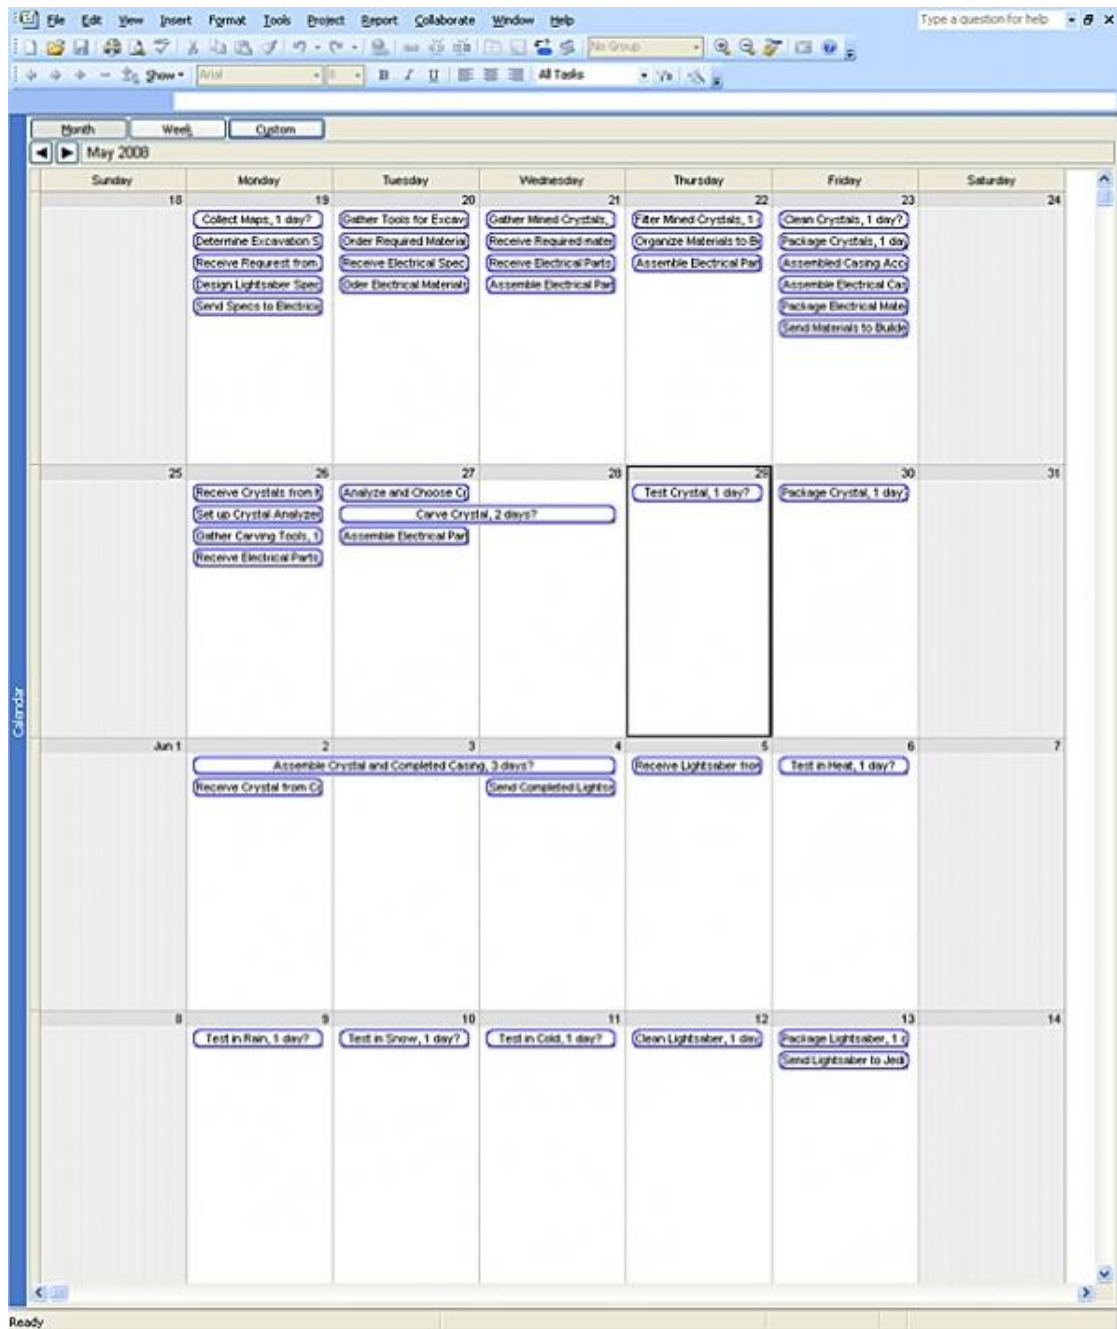 File Edit View Insert Format Tools Project Report Collaborate Window Help Type a question for help
No Group
Show Arial 8 B I U All Tasks
Month Week Custom
May 2008
Sunday Monday Tuesday Wednesday Thursday Friday Saturday
18 19 20 21 22 23 24
Collect Maps, 1 day? Gather Tools for Excav Gather Mined Crystals, Filter Mined Crystals, 1 Clean Crystals, 1 day?
Determine Excavation S Order Required Material Receive Required mater Organize Materials to B Package Crystals, 1 day
Receive Requrest from Receive Electrical Spec Receive Electrical Parts Assemble Electrical Par Assembled Casing Acc
Design Lightsaber Spec Oder Electrical Materials Assemble Electrical Par Assemble Electrical Cas
Send Specs to Electrica Package Electrical Mate
Send Materials to Builde
25 26 27 28 29 30 31
Receive Crystals from Analyze and Choose Cr Test Crystal, 1 day? Package Crystal, 1 day?
Set up Crystal Analyzer Carve Crystal, 2 days?
Gather Carving Tools, 1 Assemble Electrical Par
Receive Electrical Parts
Calendar
Jun 1 2 3 4 5 6 7
Assemble Crystal and Completed Casing, 3 days? Receive Lightsaber from Test in Heat, 1 day?
Receive Crystal from Send Completed Lightsa
8 9 10 11 12 13 14
Test in Rain, 1 day? Test in Snow, 1 day? Test in Cold, 1 day? Clean Lightsaber, 1 day Package Lightsaber, 1 d
Send Lightsaber to Jedi
Ready